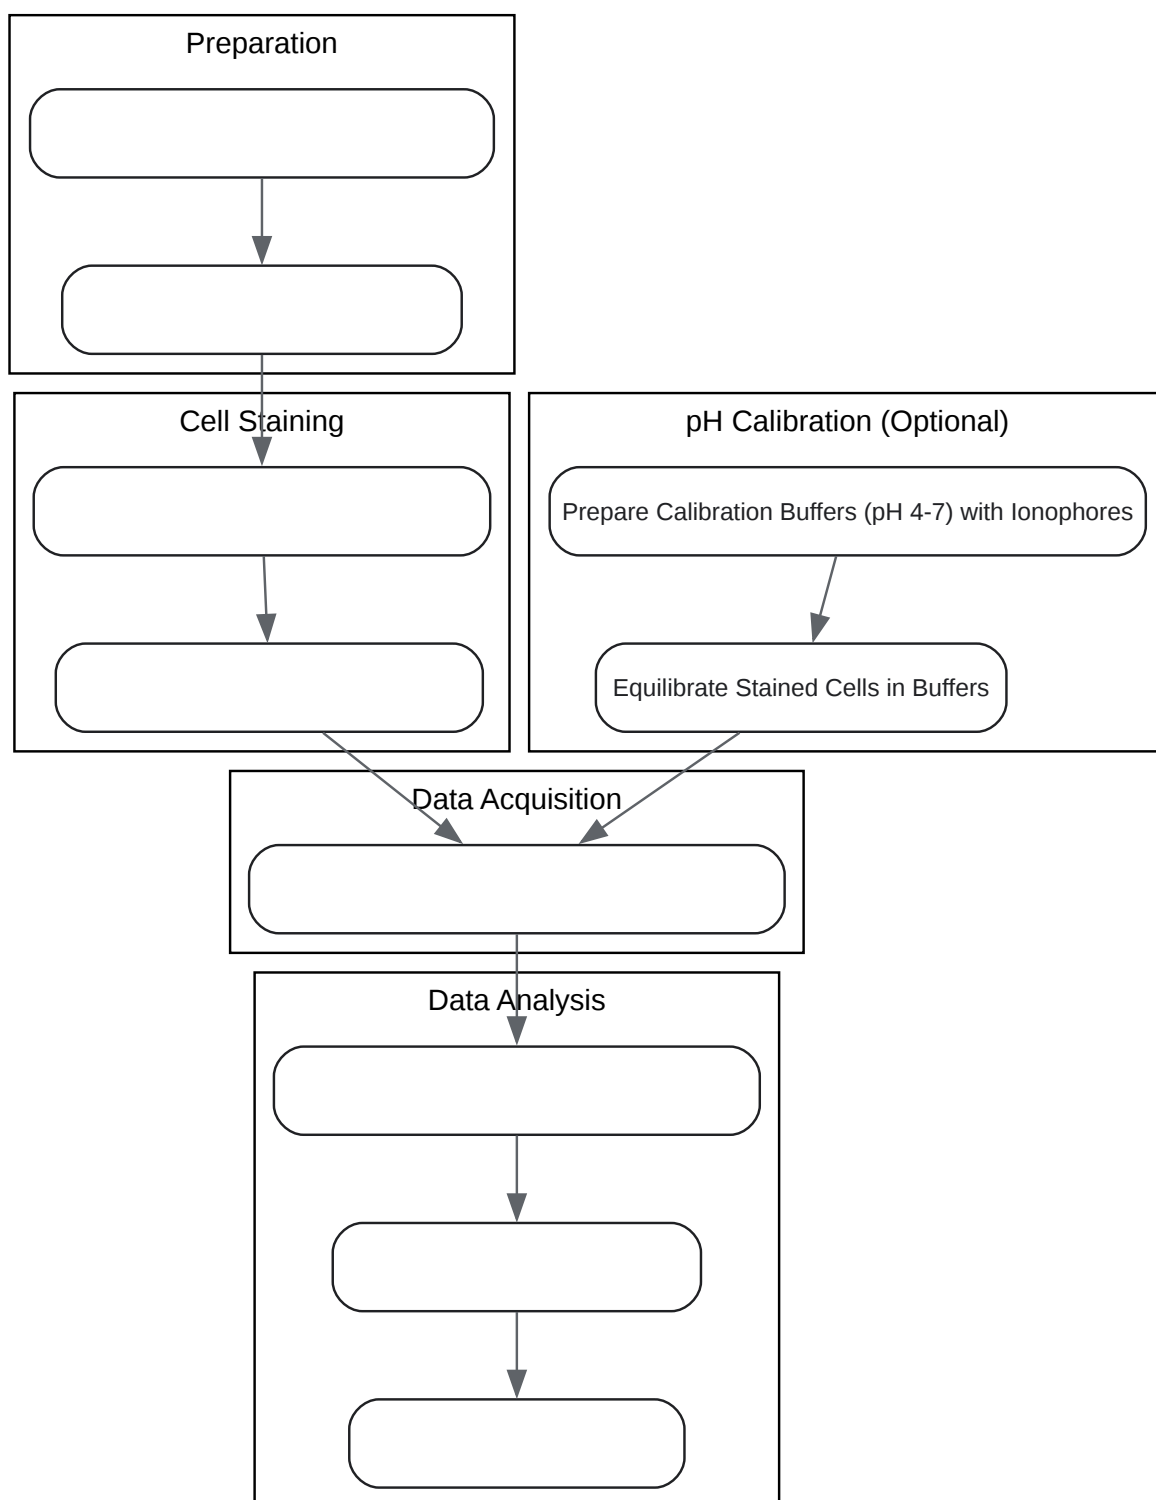 Preparation
Cell Staining
pH Calibration (Optional)
Prepare Calibration Buffers (pH 4-7) with Ionophores
Equilibrate Stained Cells in Buffers
Data Acquisition
Data Analysis